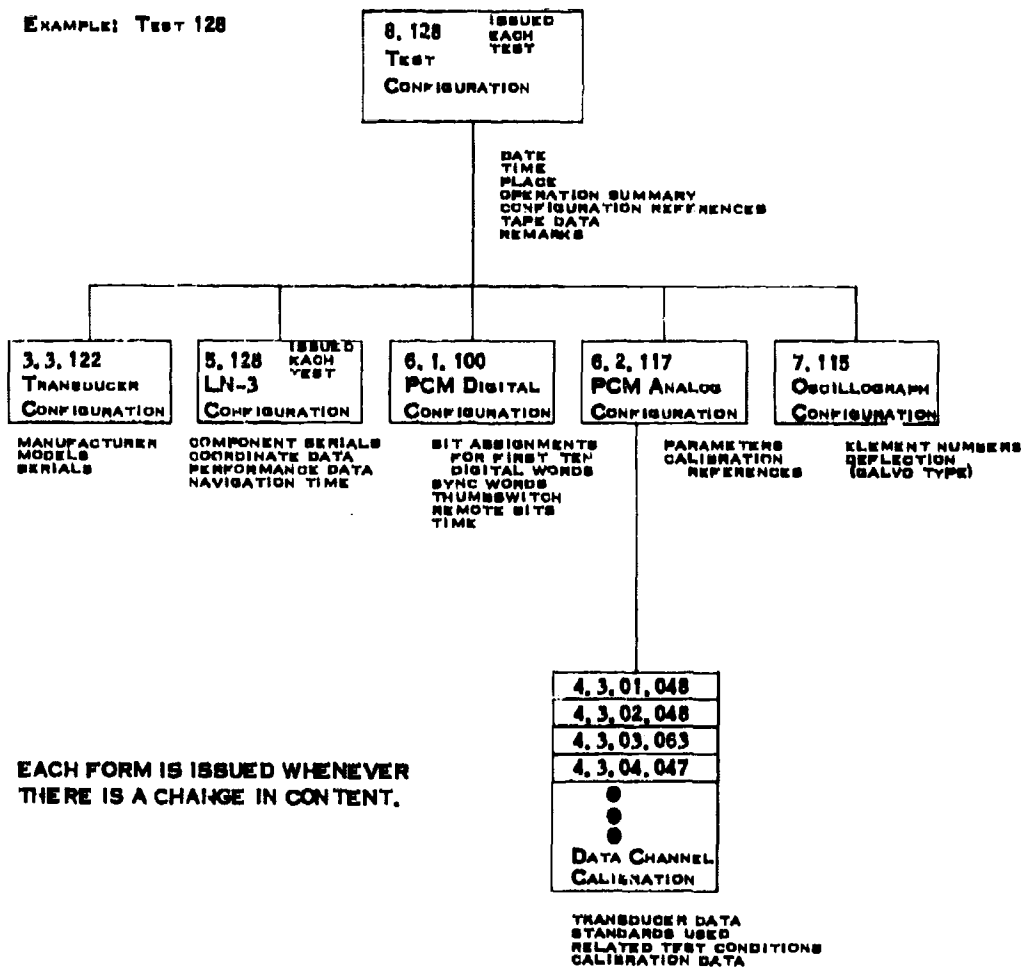 EXAMPLE: TEST 128
8, 128 ISSUED EACH TEST
TEST
CONFIGURATION
DATE
TIME
PLACE
OPERATION SUMMARY
CONFIGURATION REFERENCES
TAPE DATA
REMARKS
3, 3, 122
TRANSDUCER
CONFIGURATION
MANUFACTURER
MODELS
SERIALS
5, 128 ISSUED EACH TEST
LN-3
CONFIGURATION
COMPONENT SERIALS
COORDINATE DATA
PERFORMANCE DATA
NAVIGATION TIME
6, 1, 100
PCM DIGITAL
CONFIGURATION
BIT ASSIGNMENTS
FOR FIRST TEN
DIGITAL WORDS
SYNC WORDS
THUMBSWITCH
REMOTE BITS
TIME
6, 2, 117
PCM ANALOG
CONFIGURATION
PARAMETERS
CALIBRATION
REFERENCES
7, 115
OSCILLOGRAPH
CONFIGURATION
ELEMENT NUMBERS
DEFLECTION
(GALVO TYPE)
4, 3, 01, 048
4, 3, 02, 048
4, 3, 03, 063
4, 3, 04, 047
DATA CHANNEL
CALIBRATION
TRANSDUCER DATA
STANDARDS USED
RELATED TEST CONDITIONS
CALIBRATION DATA
EACH FORM IS ISSUED WHENEVER
THERE IS A CHANGE IN CONTENT.